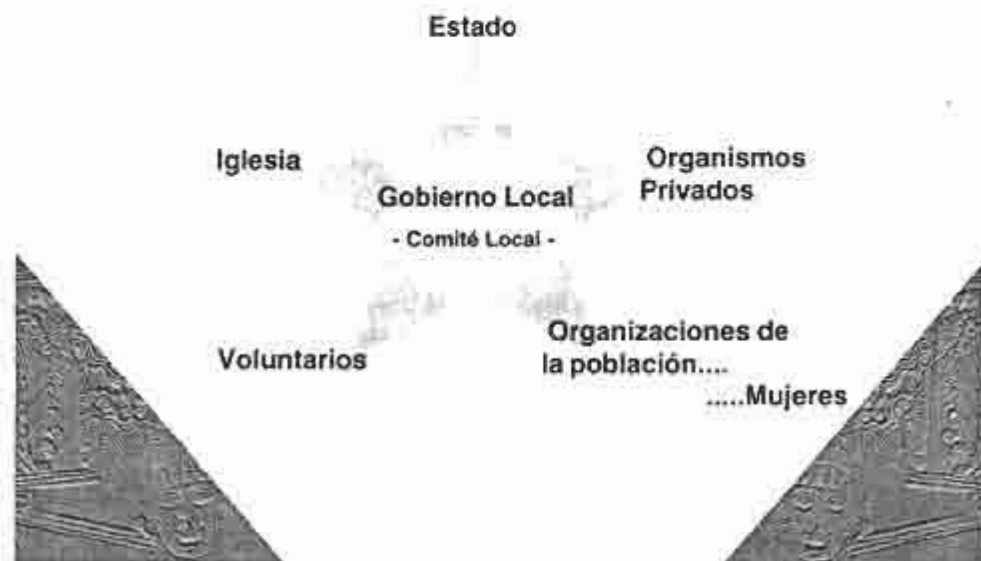 Estado
Iglesia
Organismos
Privados
Gobierno Local
- Comité Local -
Voluntarios
Organizaciones de
la población....
.....Mujeres